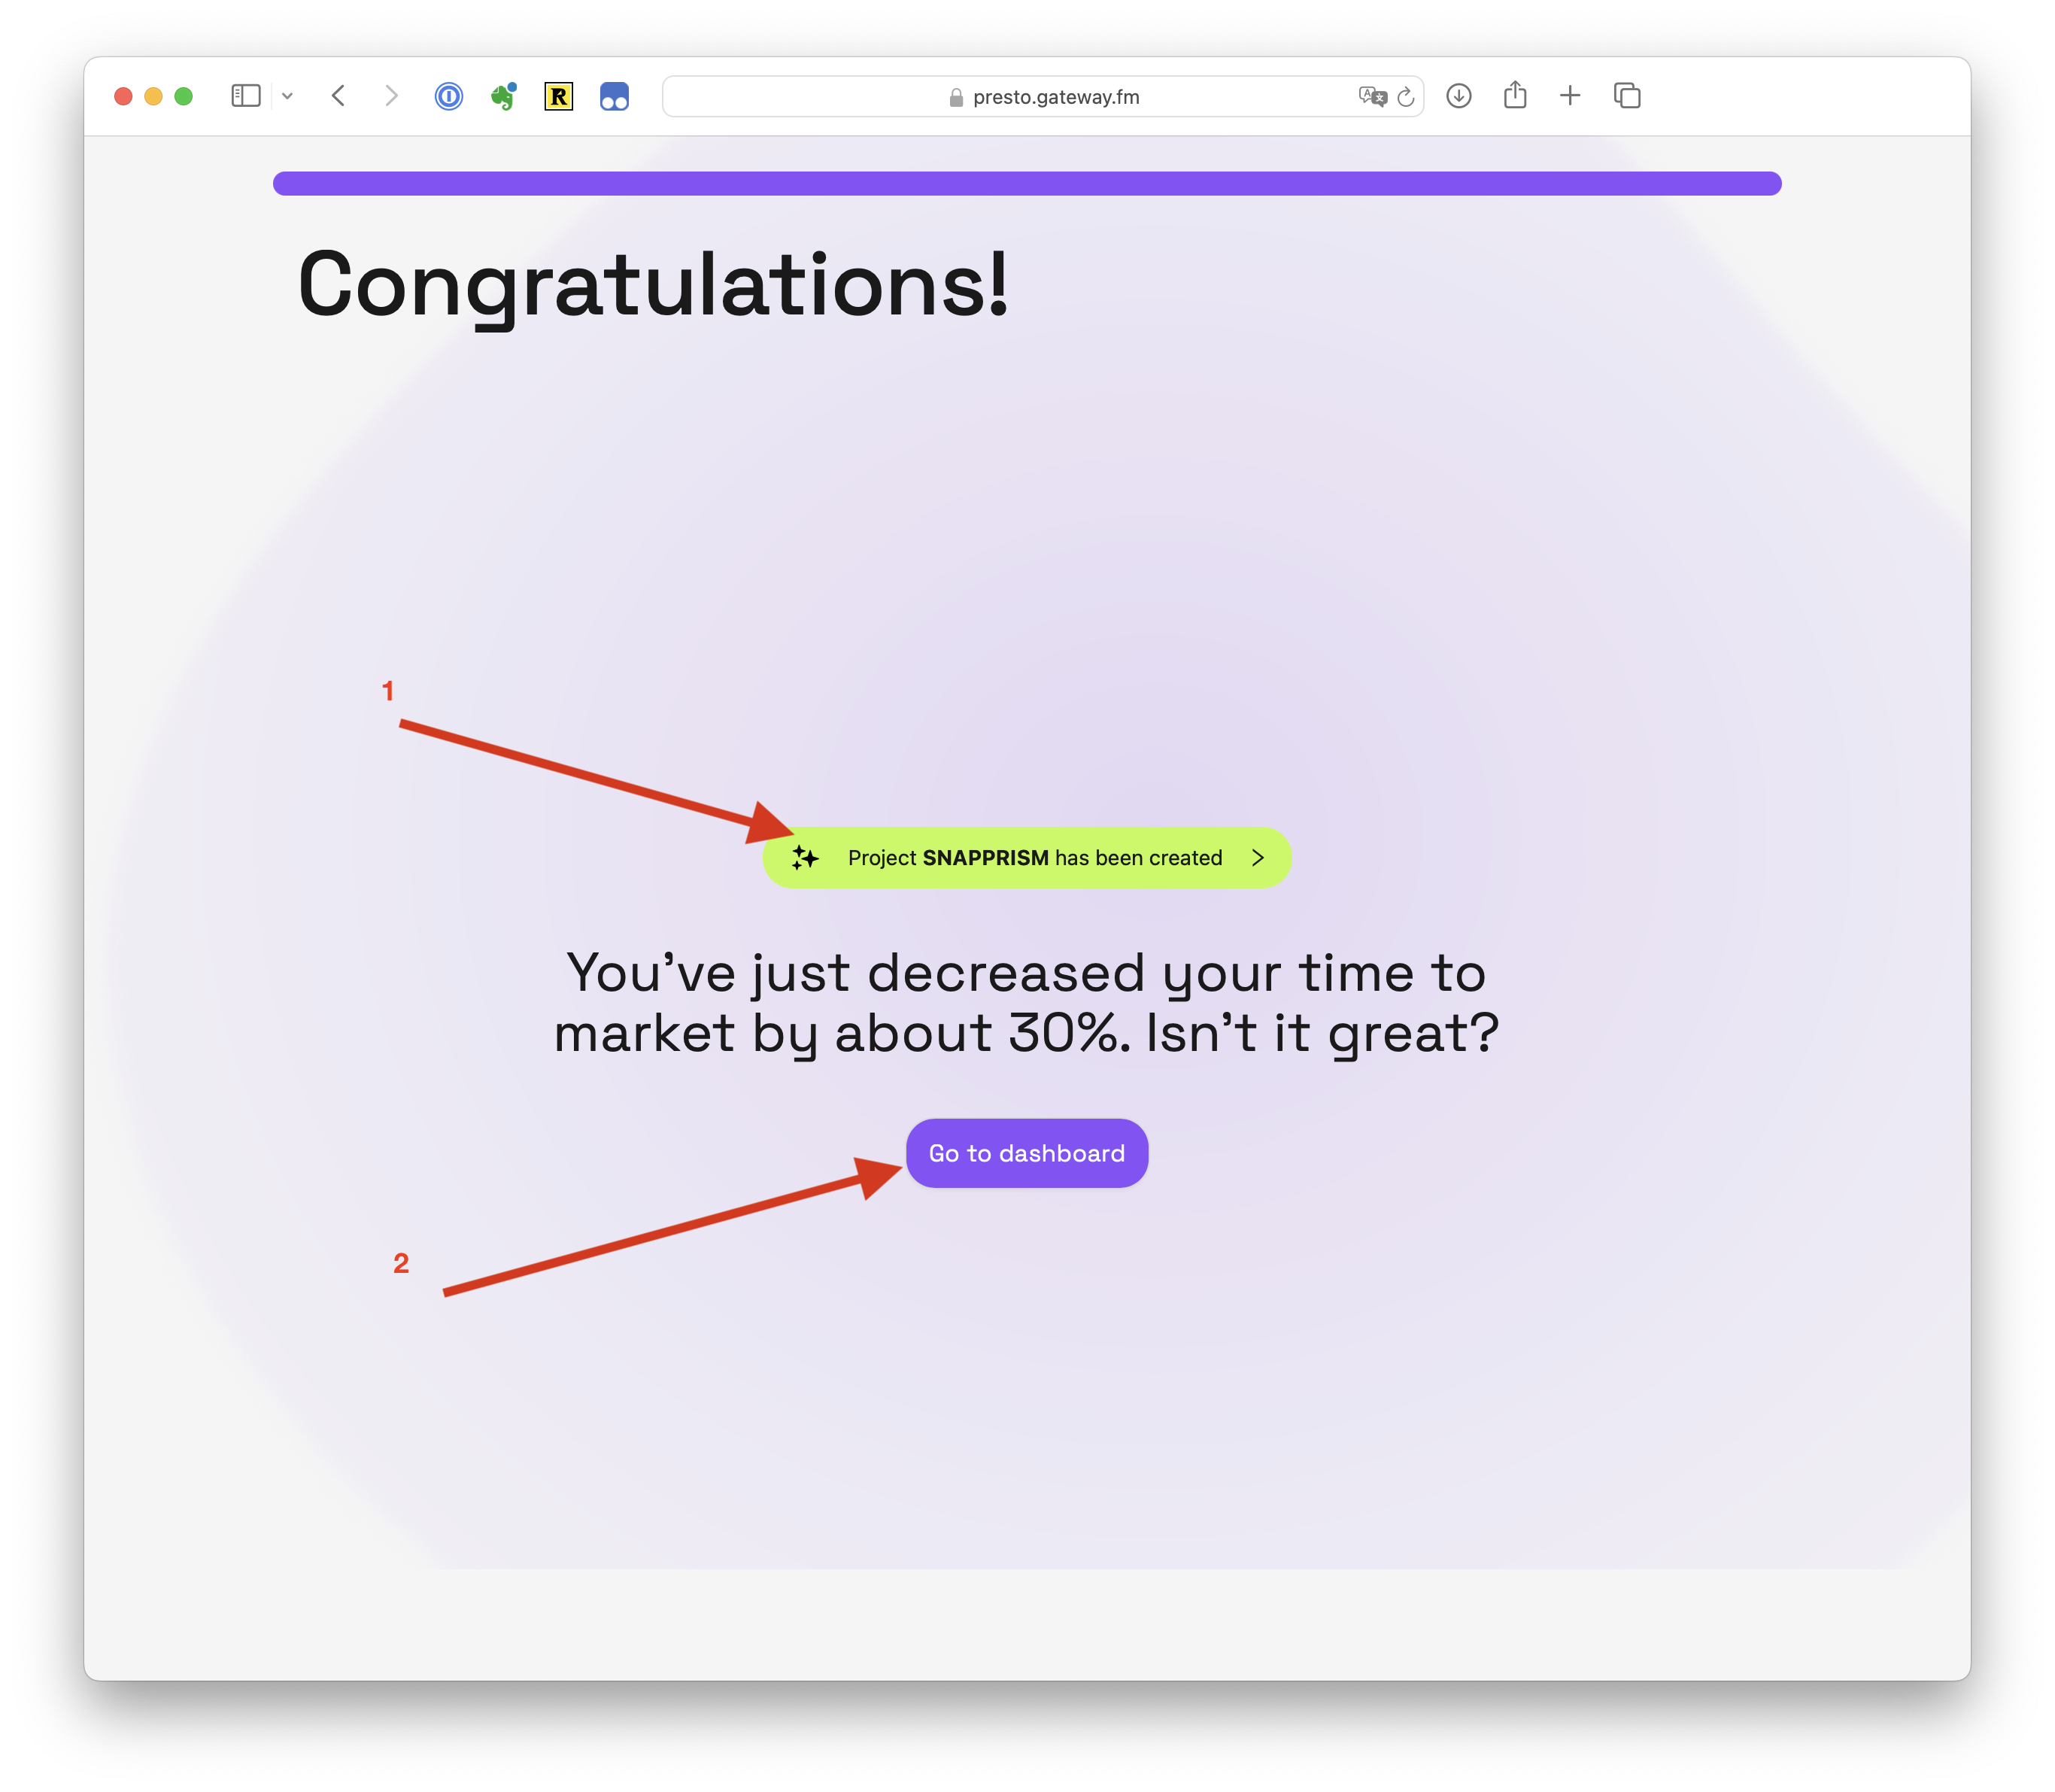 presto.gateway.fm
Congratulations!
1
Project SNAPPRISM has been created
You’ve just decreased your time to
market by about 30%. Isn’t it great?
Go to dashboard
2